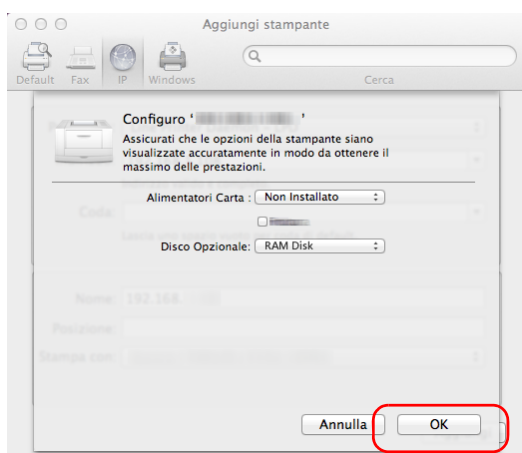 Aggiungi stampante
Default Fax IP Windows Cerca
Configuro ' '
Assicurati che le opzioni della stampante siano
visualizzate accuratamente in modo da ottenere il
massimo delle prestazioni.
Alimentatori Carta : Non Installato
Coda:
Disco Opzionale: RAM Disk
Nome: 192.168.
Posizione:
Stampa con:
Annulla OK